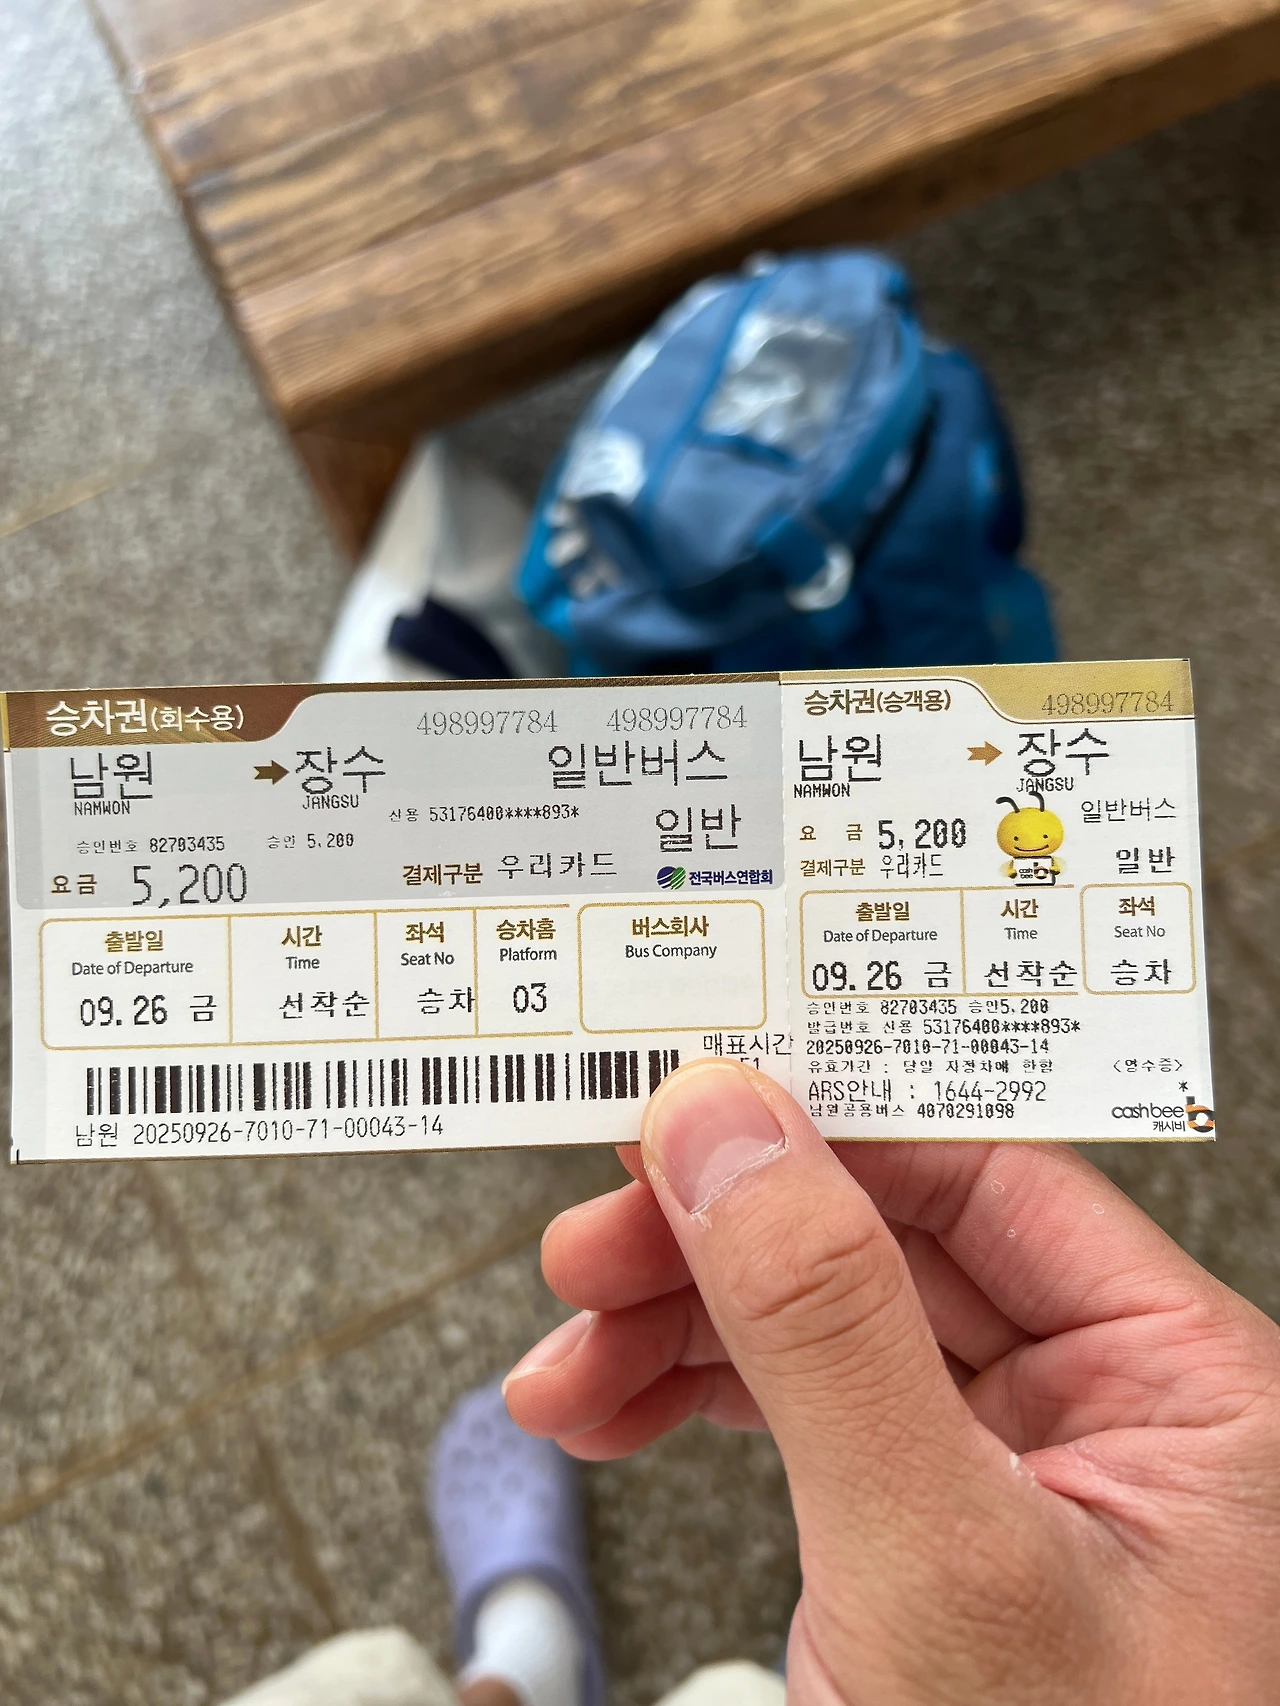 승차권(회수용)
498997784 498997784
남원 장수 일반버스
NAMWON JANGSU
신용 53176400****893*
일반
승인번호 82703435 승인 5,200
요금 5,200
결제구분 우리카드
전국버스연합회
출발일 시간 좌석 승차홈 버스회사
Date of Departure Time Seat No Platform Bus Company
09.26 금 선착순 승차 03
매표시간
51
남원 20250926-7010-71-00043-14
승차권(승객용)
498997784
남원 장수
NAMWON JANGSU
일반버스
요 금 5,200
결제구분 우리카드
일반
cash
bee
출발일 시간 좌석
Date of Departure Time Seat No
09.26 금 선착순 승차
승인번호 82703435 승인5,200
발급번호 신용 53176400****893*
20250926-7010-71-00043-14
유효기간 : 당일 지정차에 한함 <영수증>
ARS안내 : 1644-2992 *
남원공용버스 4070291098
cashbee
캐시비